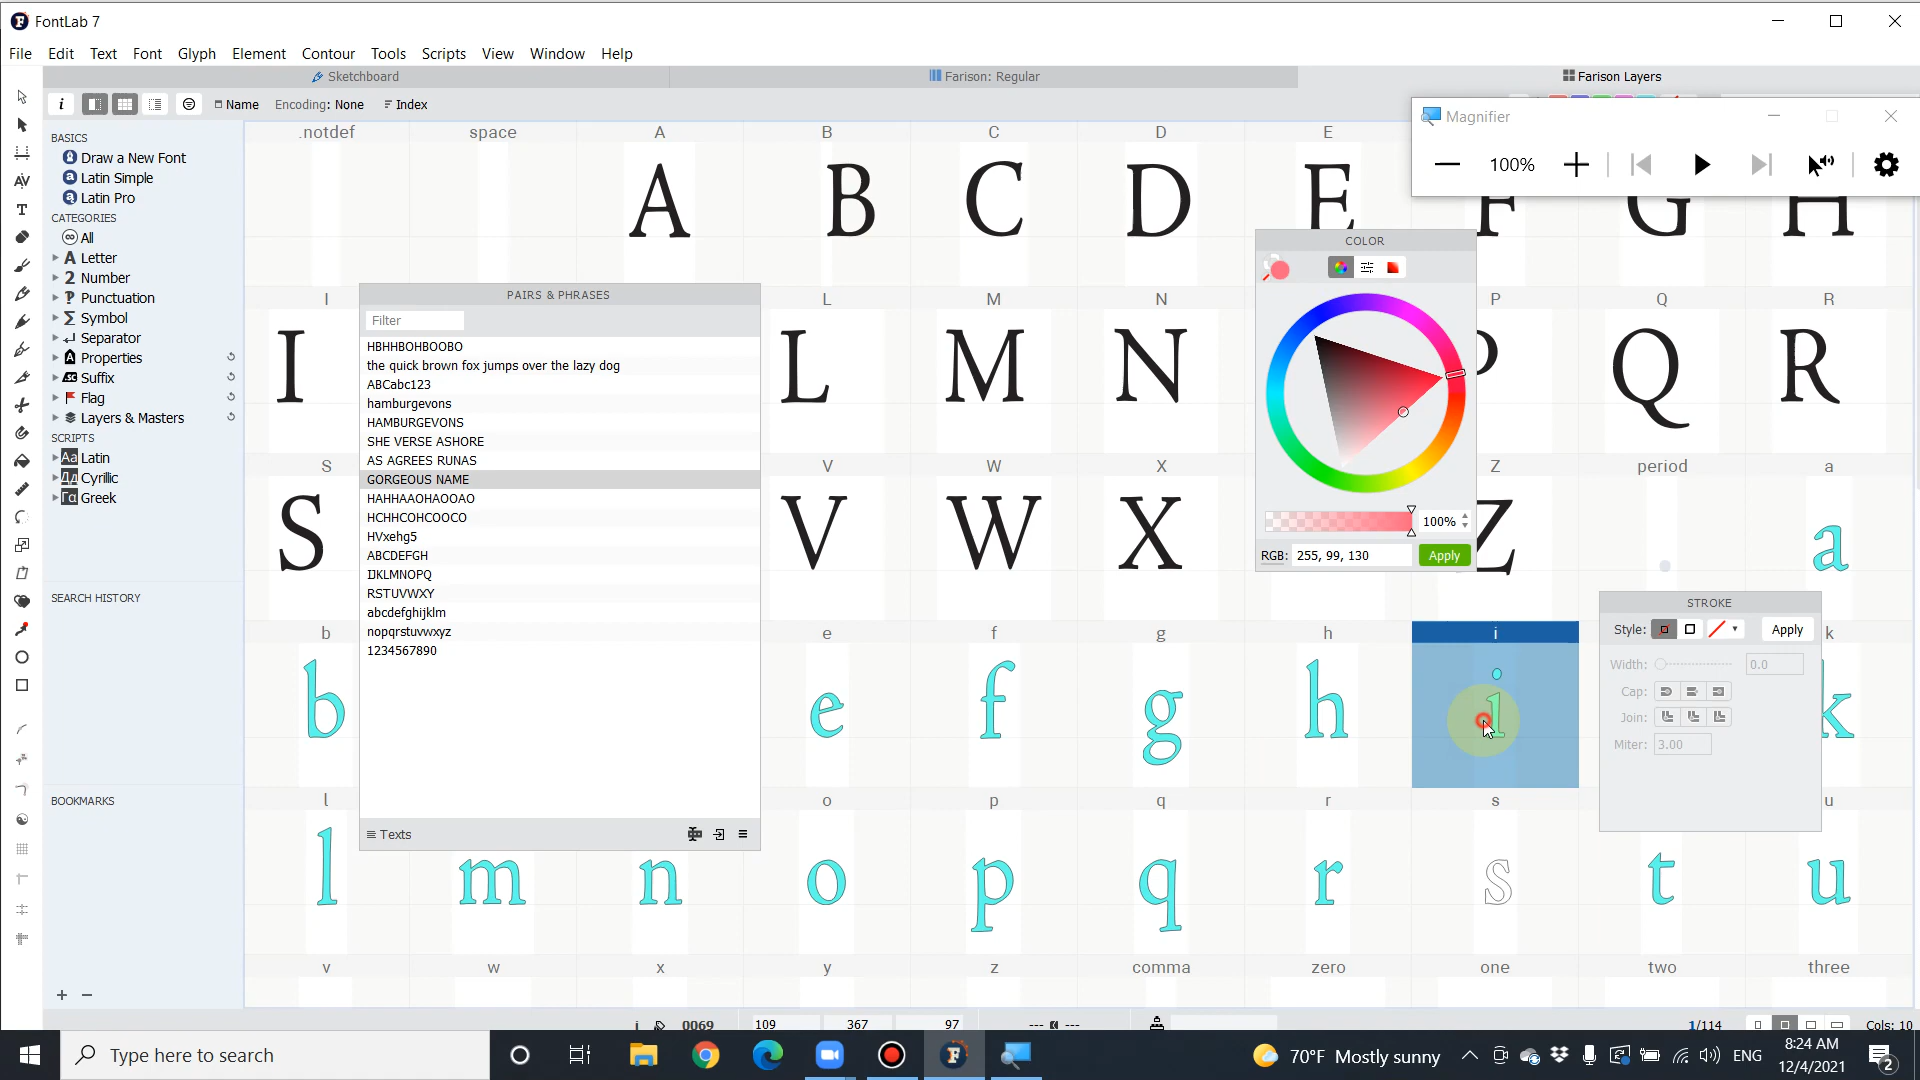 FontLab 7
File Edit Text Font Glyph Element Contour Tools Scripts View Window Help
Sketchboard Farison: Regular Farison Layers
i Name Encoding: None Index
Magnifier
100%
BASICS
Draw a New Font
Latin Simple
Latin Pro
CATEGORIES
All
A Letter
2 Number
Punctuation
Symbol
Separator
Properties
Suffix
Flag
Layers & Masters
SCRIPTS
Aa Latin
Дд Cyrillic
Γα Greek
SEARCH HISTORY
BOOKMARKS
.notdef space A B C D E
A B C D E F G H
I L M N P Q R
I L M N P Q R
S V W X Z period a
S V W X Z . a
b e f g h i k
b e f g h i k
l o p q r s u
l m n o p q r s t u
v w x y z comma zero one two three
PAIRS & PHRASES
Filter
HBHHBOHBOOBO
the quick brown fox jumps over the lazy dog
ABCabc123
hamburgevons
HAMBURGEVONS
SHE VERSE ASHORE
AS AGREES RUNAS
GORGEOUS NAME
HAHHAAOHAOOAO
HCHHCOHCOOCO
HVxehg5
ABCDEFGH
IJKLMNOPQ
RSTUVWXY
abcdefghijklm
nopqrstuvwxyz
1234567890
Texts
COLOR
100%
RGB: 255, 99, 130 Apply
STROKE
Style: Apply
Width: 0.0
Cap:
Join:
Miter: 3.00
i 0069 109 367 97 --- --- 1/114 Cols: 10
Type here to search
70°F Mostly sunny ENG
8:24 AM
12/4/2021
2